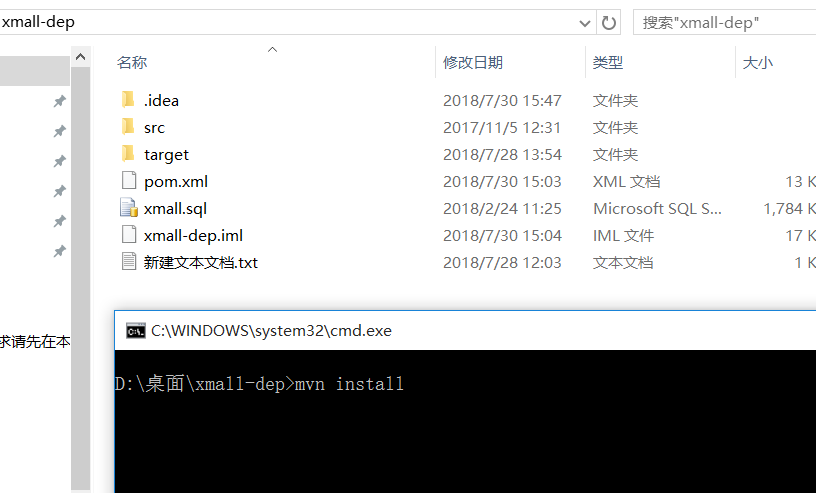 xmall-dep
搜索"xmall-dep"
名称 修改日期 类型 大小
.idea 2018/7/30 15:47 文件夹
src 2017/11/5 12:31 文件夹
target 2018/7/28 13:54 文件夹
pom.xml 2018/7/30 15:03 XML 文档 13 K
xmall.sql 2018/2/24 11:25 Microsoft SQL S... 1,784 K
xmall-dep.iml 2018/7/30 15:04 IML 文件 17 K
新建文本文档.txt 2018/7/28 12:03 文本文档 1 K
C:\WINDOWS\system32\cmd.exe
求请先在本
D:\桌面\xmall-dep>mvn install